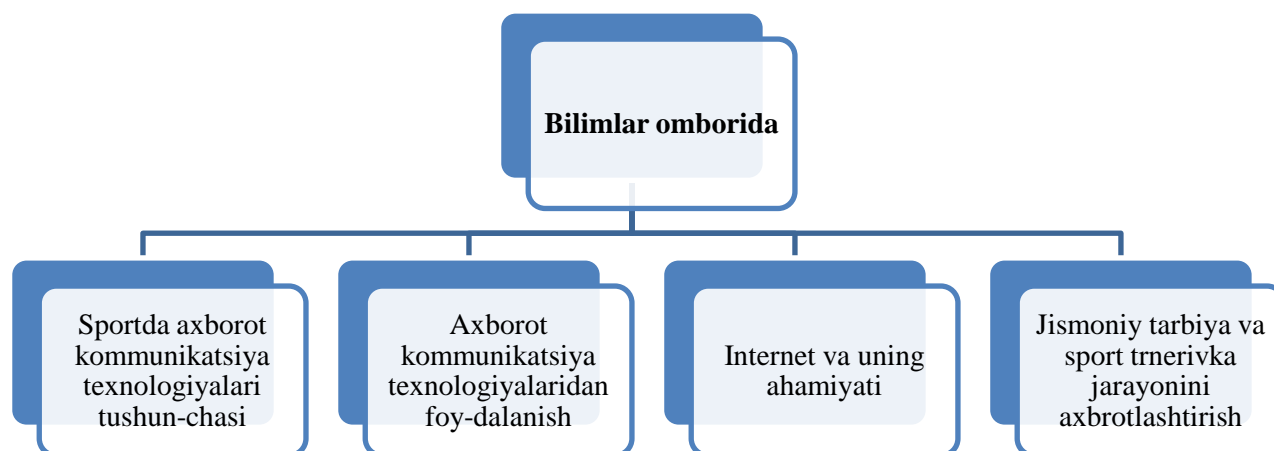 Bilimlar omborida
Sportda axborot
kommunikatsiya
texnologiyalari
tushun-chasi
Axborot
kommunikatsiya
texnologiyalaridan
foy-dalanish
Internet va uning
ahamiyati
Jismoniy tarbiya va
sport trnerivka
jarayonini
axbrotlashtirish